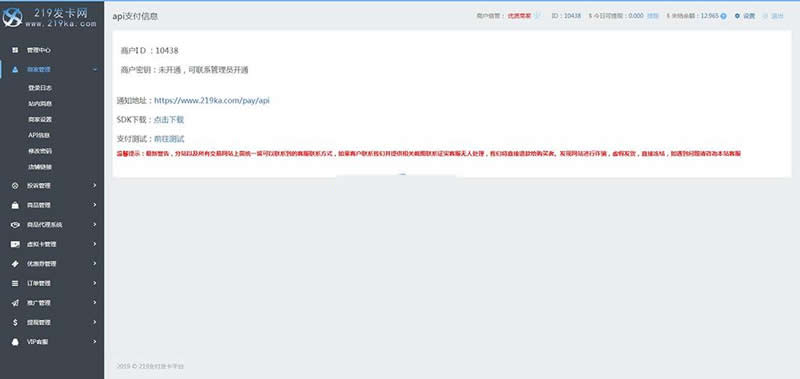 219发卡网
www.219ka.com
api支付信息
商户信誉： 优质商家
ID：10438
$ 今日可提现：0.000 提现
$ 未结金额：12.965
设置
退出
管理中心
商家管理
登录日志
站内消息
商家设置
API信息
修改密码
店铺链接
投诉管理
商品管理
商品代理系统
虚拟卡管理
优惠券管理
订单管理
推广管理
提现管理
VIP客服
商户ID ：10438
商户密钥：未开通，可联系管理员开通
通知地址：https://www.219ka.com/pay/api
SDK下载：点击下载
支付测试：前往测试
2019 © 219支付发卡平台